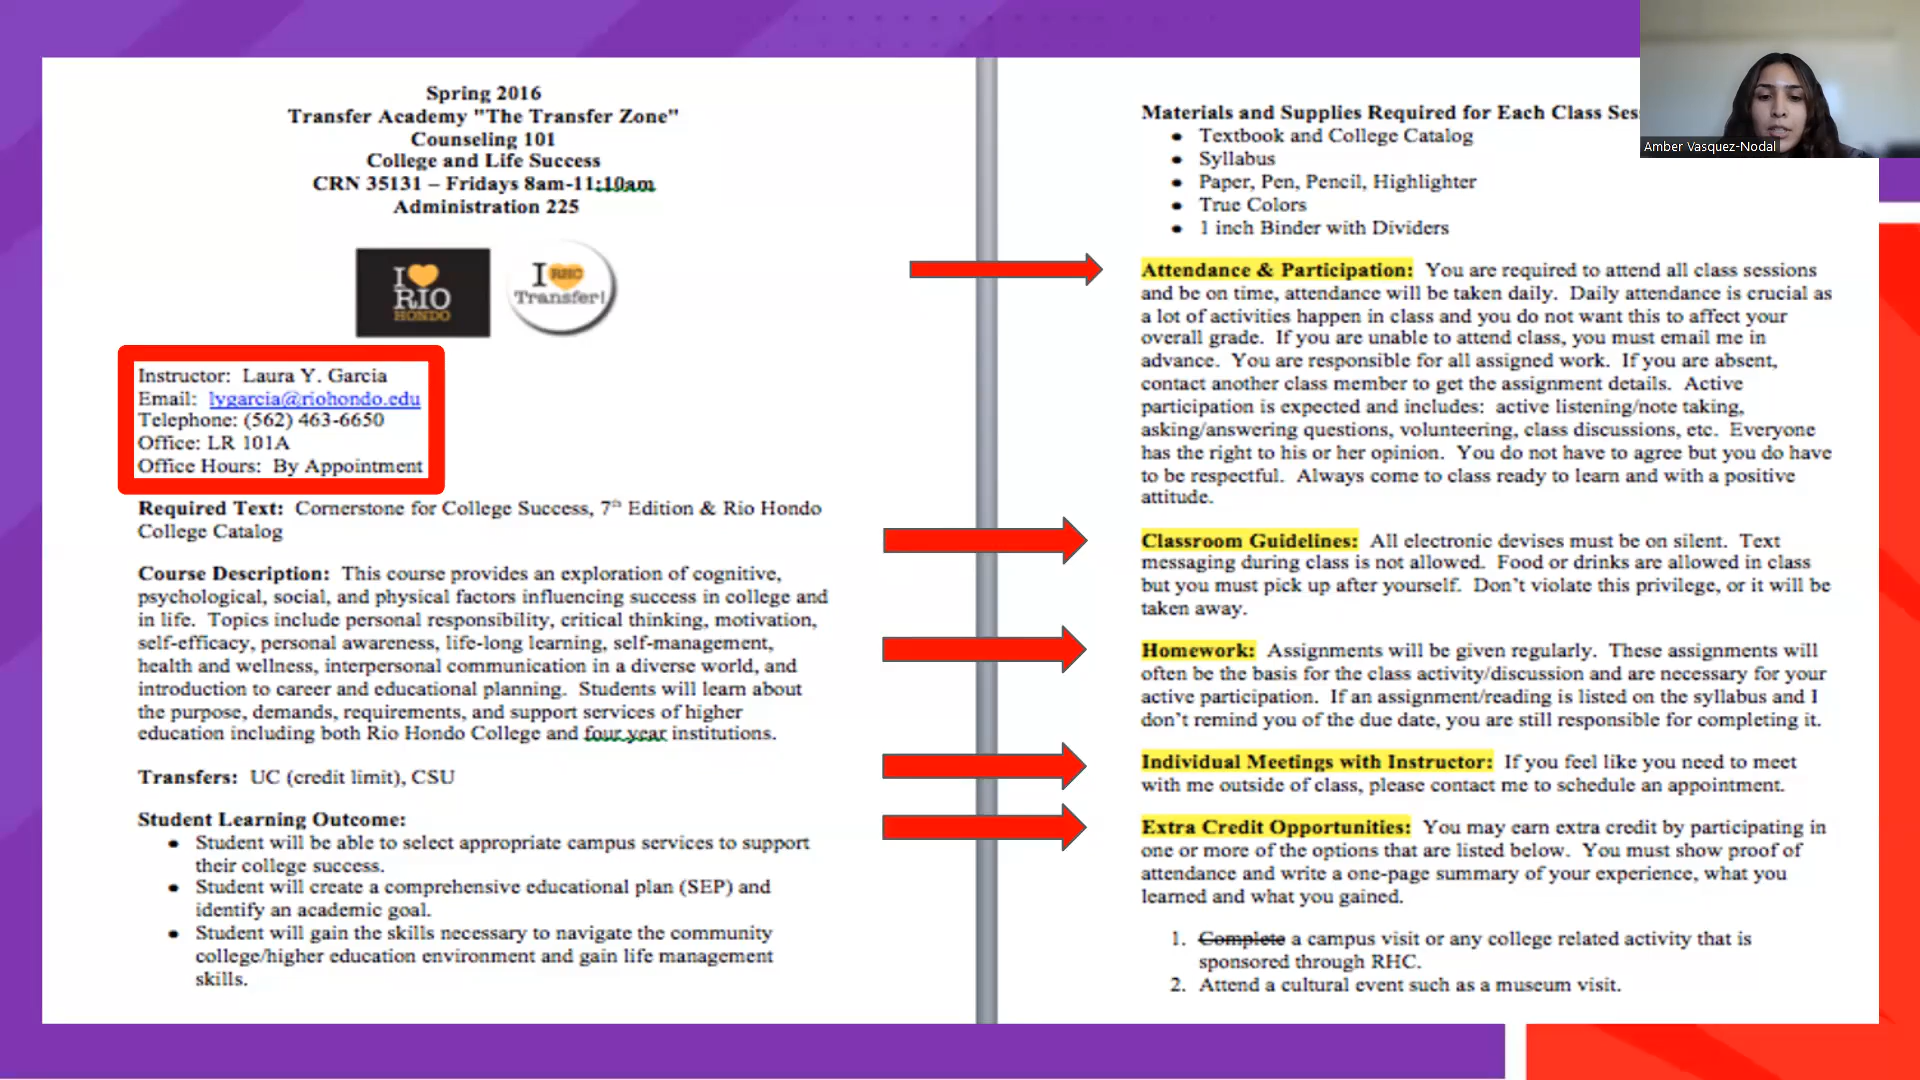 Spring 2016
Transfer Academy "The Transfer Zone"
Counseling 101
College and Life Success
CRN 35131 – Fridays 8am-11:10am
Administration 225
I
RIO
HONDO
I RHC
Transfer!
Instructor: Laura Y. Garcia
Email: lygarcia@riohondo.edu
Telephone: (562) 463-6650
Office: LR 101A
Office Hours: By Appointment
Required Text: Cornerstone for College Success, 7th Edition & Rio Hondo
College Catalog
Course Description: This course provides an exploration of cognitive,
psychological, social, and physical factors influencing success in college and
in life. Topics include personal responsibility, critical thinking, motivation,
self-efficacy, personal awareness, life-long learning, self-management,
health and wellness, interpersonal communication in a diverse world, and
introduction to career and educational planning. Students will learn about
the purpose, demands, requirements, and support services of higher
education including both Rio Hondo College and four year institutions.
Transfers: UC (credit limit), CSU
Student Learning Outcome:
• Student will be able to select appropriate campus services to support
their college success.
• Student will create a comprehensive educational plan (SEP) and
identify an academic goal.
• Student will gain the skills necessary to navigate the community
college/higher education environment and gain life management
skills.
Materials and Supplies Required for Each Class Ses
• Textbook and College Catalog
• Syllabus
• Paper, Pen, Pencil, Highlighter
• True Colors
• 1 inch Binder with Dividers
Attendance & Participation: You are required to attend all class sessions
and be on time, attendance will be taken daily. Daily attendance is crucial as
a lot of activities happen in class and you do not want this to affect your
overall grade. If you are unable to attend class, you must email me in
advance. You are responsible for all assigned work. If you are absent,
contact another class member to get the assignment details. Active
participation is expected and includes: active listening/note taking,
asking/answering questions, volunteering, class discussions, etc. Everyone
has the right to his or her opinion. You do not have to agree but you do have
to be respectful. Always come to class ready to learn and with a positive
attitude.
Classroom Guidelines: All electronic devises must be on silent. Text
messaging during class is not allowed. Food or drinks are allowed in class
but you must pick up after yourself. Don't violate this privilege, or it will be
taken away.
Homework: Assignments will be given regularly. These assignments will
often be the basis for the class activity/discussion and are necessary for your
active participation. If an assignment/reading is listed on the syllabus and I
don't remind you of the due date, you are still responsible for completing it.
Individual Meetings with Instructor: If you feel like you need to meet
with me outside of class, please contact me to schedule an appointment.
Extra Credit Opportunities: You may earn extra credit by participating in
one or more of the options that are listed below. You must show proof of
attendance and write a one-page summary of your experience, what you
learned and what you gained.
1. Complete a campus visit or any college related activity that is
sponsored through RHC.
2. Attend a cultural event such as a museum visit.
Amber Vasquez-Nodal